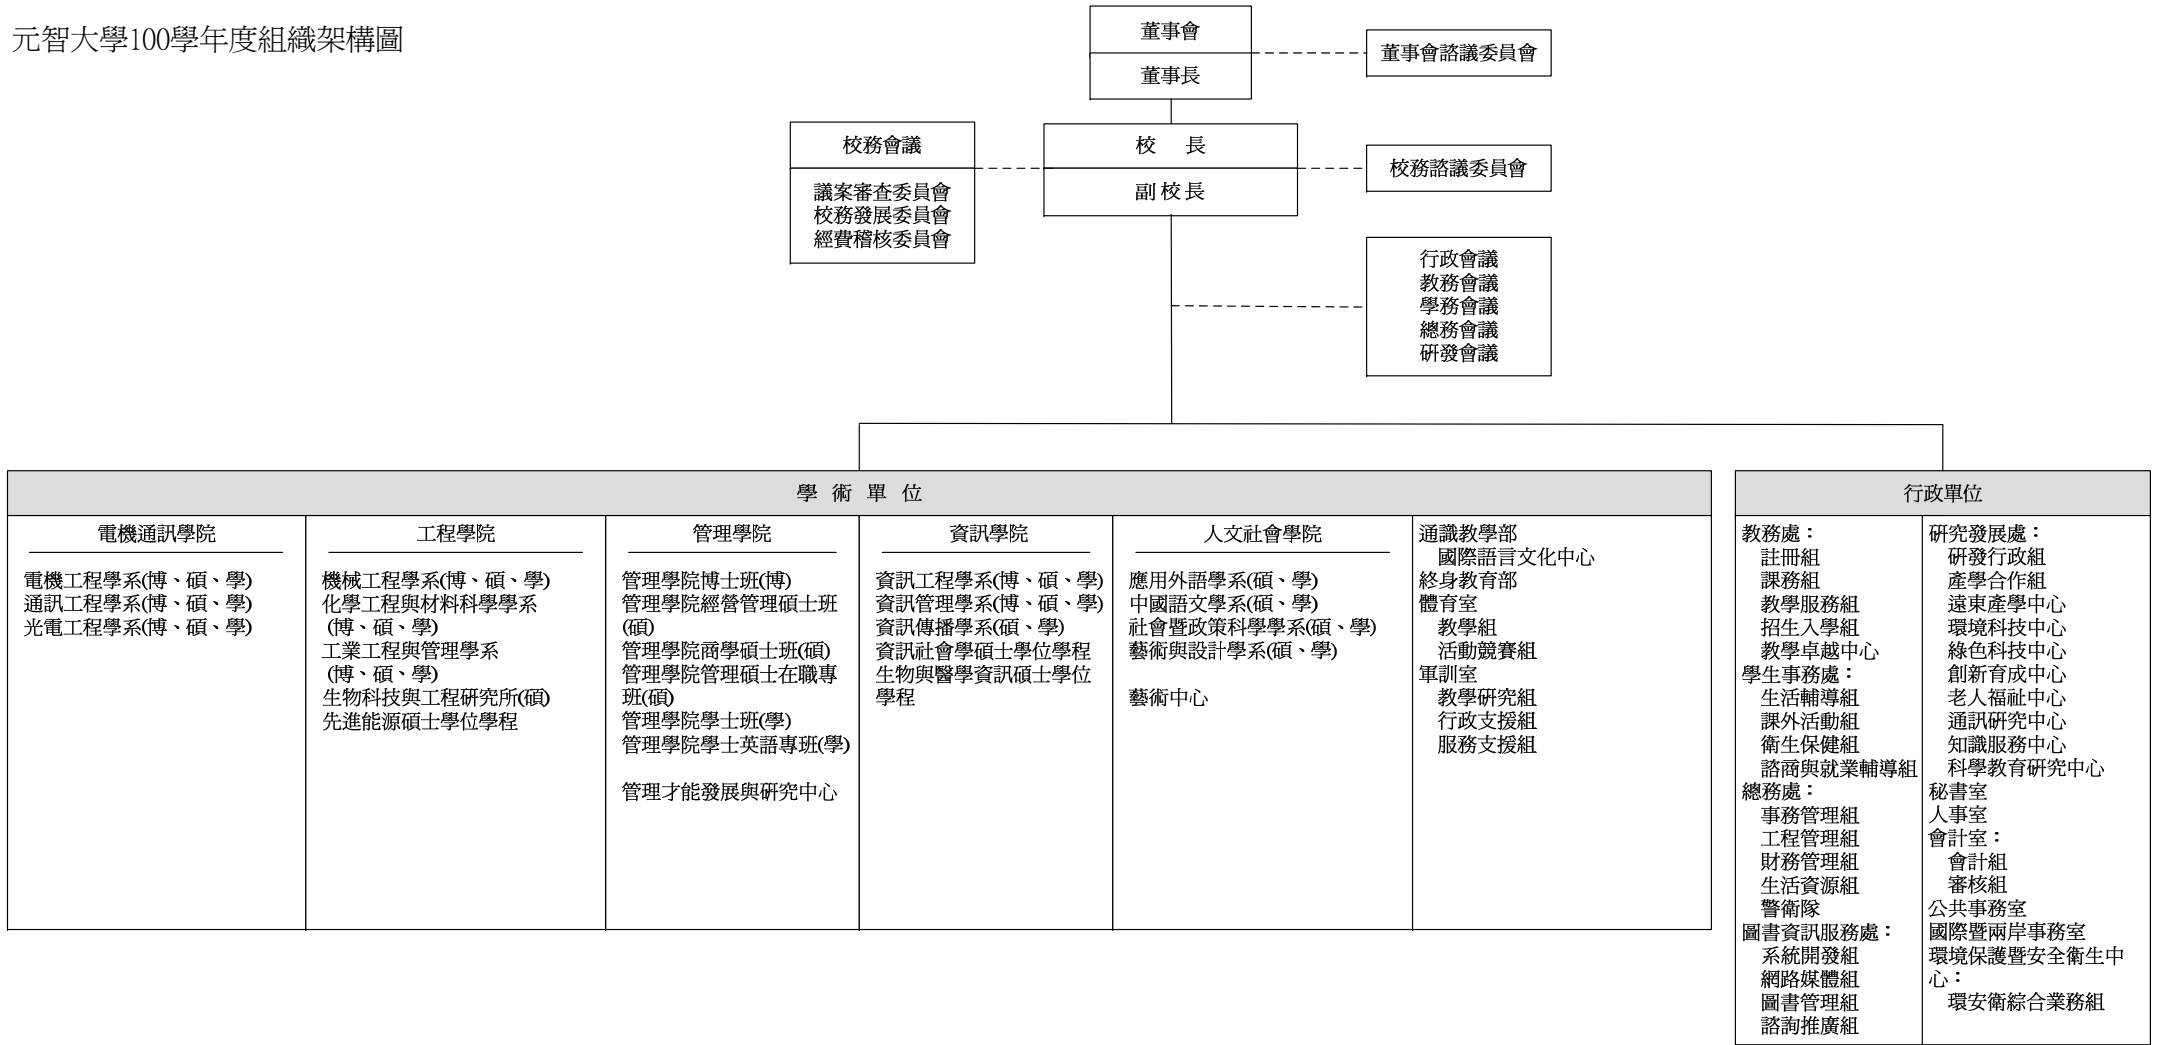 元智大學100學年度組織架構圖
董事會
董事長
董事會諮議委員會
校務會議
議案審查委員會
校務發展委員會
經費稽核委員會
校 長
副校長
校務諮議委員會
行政會議
教務會議
學務會議
總務會議
研發會議
學術單位
電機通訊學院
電機工程學系(博、碩、學)
通訊工程學系(博、碩、學)
光電工程學系(博、碩、學)
工程學院
機械工程學系(博、碩、學)
化學工程與材料科學學系
(博、碩、學)
工業工程與管理學系
(博、碩、學)
生物科技與工程研究所(碩)
先進能源碩士學位學程
管理學院
管理學院博士班(博)
管理學院經營管理碩士班
(碩)
管理學院商學碩士班(碩)
管理學院管理碩士在職專
班(碩)
管理學院學士班(學)
管理學院學士英語專班(學)
管理才能發展與研究中心
資訊學院
資訊工程學系(博、碩、學)
資訊管理學系(博、碩、學)
資訊傳播學系(碩、學)
資訊社會學碩士學位學程
生物與醫學資訊碩士學位
學程
人文社會學院
應用外語學系(碩、學)
中國語文學系(碩、學)
社會暨政策科學學系(碩、學)
藝術與設計學系(碩、學)
藝術中心
通識教學部
國際語言文化中心
終身教育部
體育室
教學組
活動競賽組
軍訓室
教學研究組
行政支援組
服務支援組
行政單位
教務處：
註冊組
課務組
教學服務組
招生入學組
教學卓越中心
學生事務處：
生活輔導組
課外活動組
衛生保健組
諮商與就業輔導組
總務處：
事務管理組
工程管理組
財務管理組
生活資源組
警衛隊
圖書資訊服務處：
系統開發組
網路媒體組
圖書管理組
諮詢推廣組
研究發展處：
研發行政組
產學合作組
遠東產學中心
環境科技中心
綠色科技中心
創新育成中心
老人福祉中心
通訊研究中心
知識服務中心
科學教育研究中心
秘書室
人事室
會計室：
會計組
審核組
公共事務室
國際暨兩岸事務室
環境保護暨安全衛生中
心：
環安衛綜合業務組